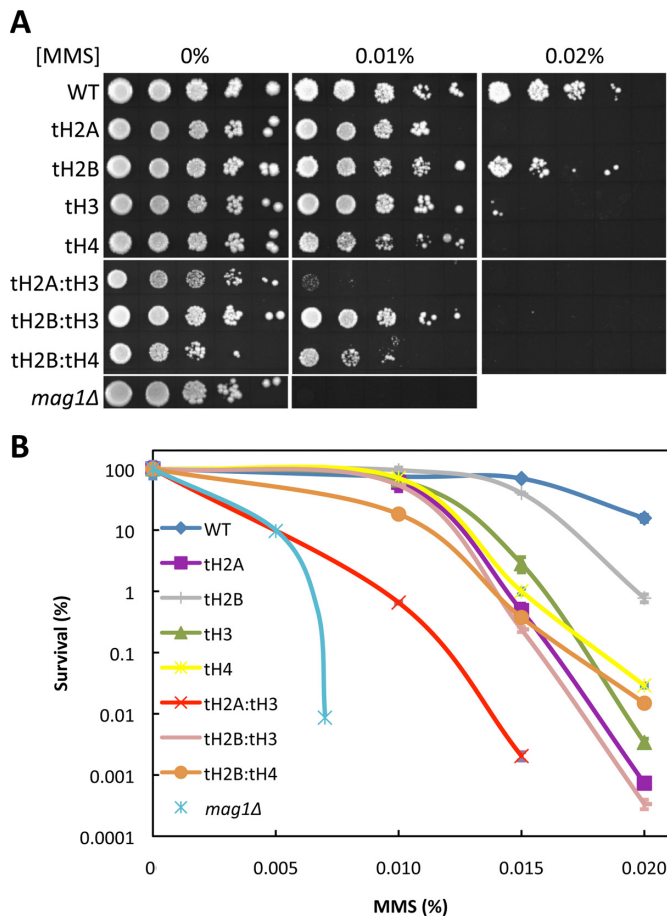 A
[MMS] 0% 0.01% 0.02%
WT
tH2A
tH2B
tH3
tH4
tH2A:tH3
tH2B:tH3
tH2B:tH4
mag1Δ
B
100
10
1
0.1
0.01
0.001
0.0001
Survival (%)
WT
tH2A
tH2B
tH3
tH4
tH2A:tH3
tH2B:tH3
tH2B:tH4
mag1Δ
0 0.005 0.010 0.015 0.020
MMS (%)